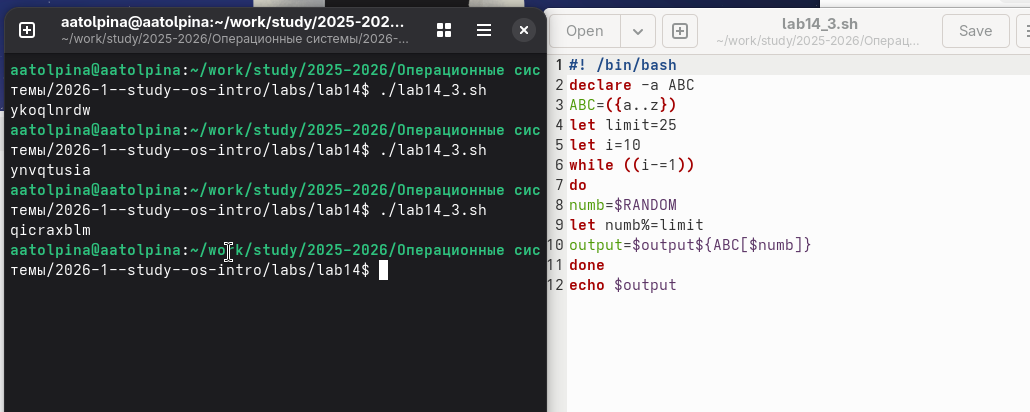 aatolpina@aatolpina:~/work/study/2025-202...
~/work/study/2025-2026/Операционные системы/2026-...
aatolpina@aatolpina:~/work/study/2025-2026/Операционные сис
темы/2026-1--study--os-intro/labs/lab14$ ./lab14_3.sh
ykoqlnrdw
aatolpina@aatolpina:~/work/study/2025-2026/Операционные сис
темы/2026-1--study--os-intro/labs/lab14$ ./lab14_3.sh
ynvqtusia
aatolpina@aatolpina:~/work/study/2025-2026/Операционные сис
темы/2026-1--study--os-intro/labs/lab14$ ./lab14_3.sh
qicraxblm
aatolpina@aatolpina:~/work/study/2025-2026/Операционные сис
темы/2026-1--study--os-intro/labs/lab14$
Open
lab14_3.sh
~/work/study/2025-2026/Операц...
Save
1 #! /bin/bash
2 declare -a ABC
3 ABC=({a..z})
4 let limit=25
5 let i=10
6 while ((i-=1))
7 do
8 numb=$RANDOM
9 let numb%=limit
10 output=$output${ABC[$numb]}
11 done
12 echo $output